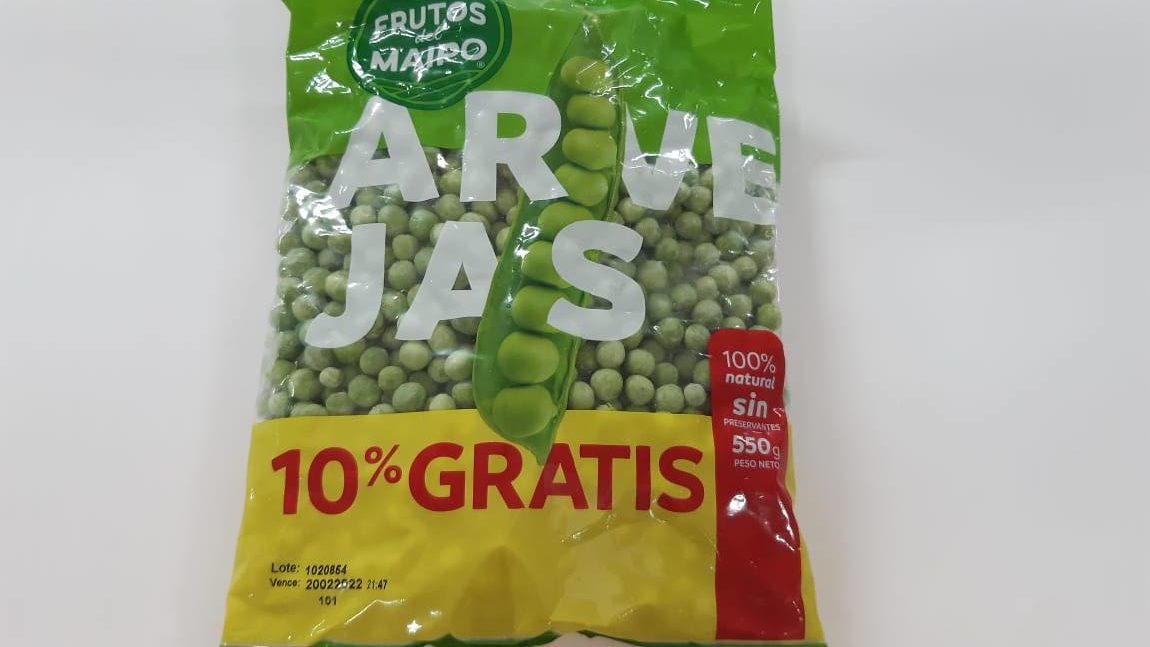 FRUTOS
del
MAIPO®
ARVE
JAS
100%
natural
sin
PRESERVANTES
550g
PESO NETO
10% GRATIS
Lote: 1020854
Vence: 20022022 21:47
101